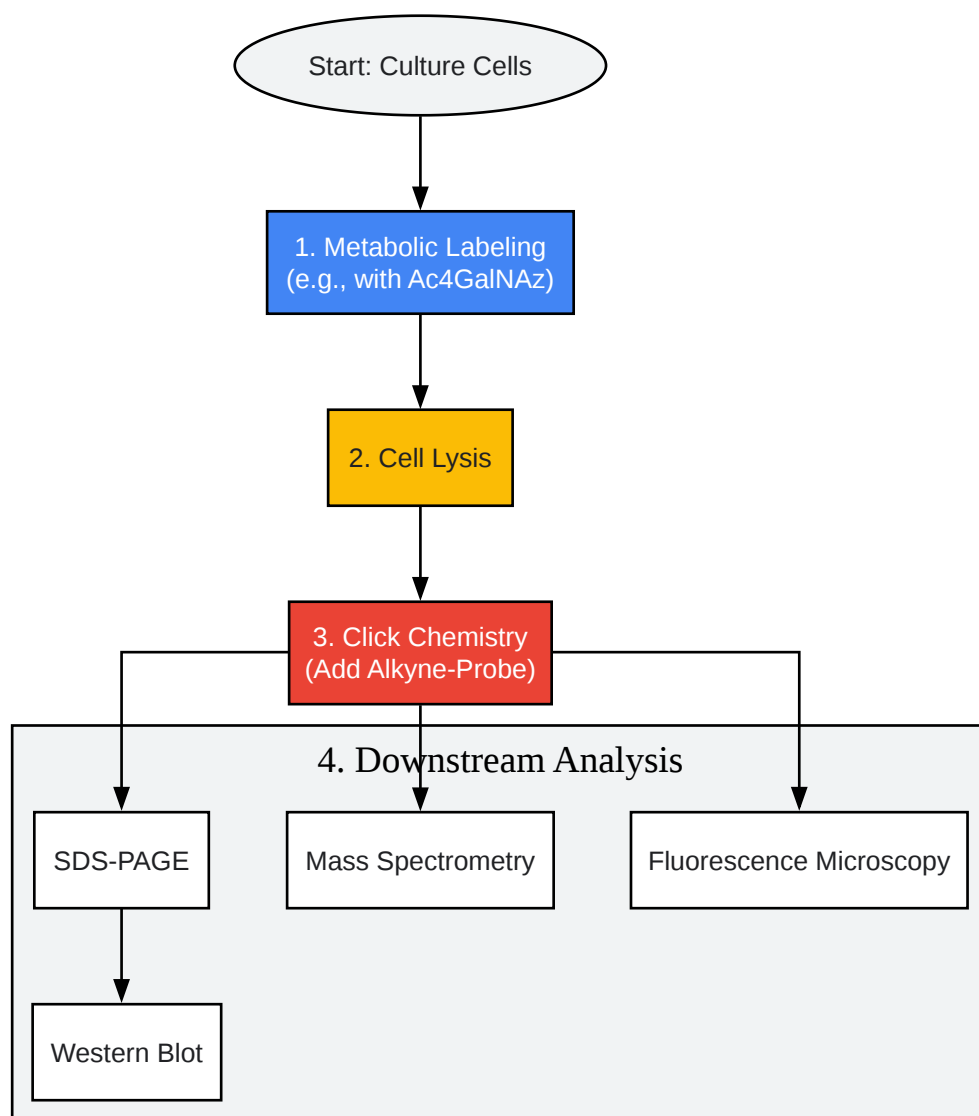 Start: Culture Cells
1. Metabolic Labeling
(e.g., with Ac4GalNAz)
2. Cell Lysis
3. Click Chemistry
(Add Alkyne-Probe)
4. Downstream Analysis
SDS-PAGE
Mass Spectrometry
Fluorescence Microscopy
Western Blot